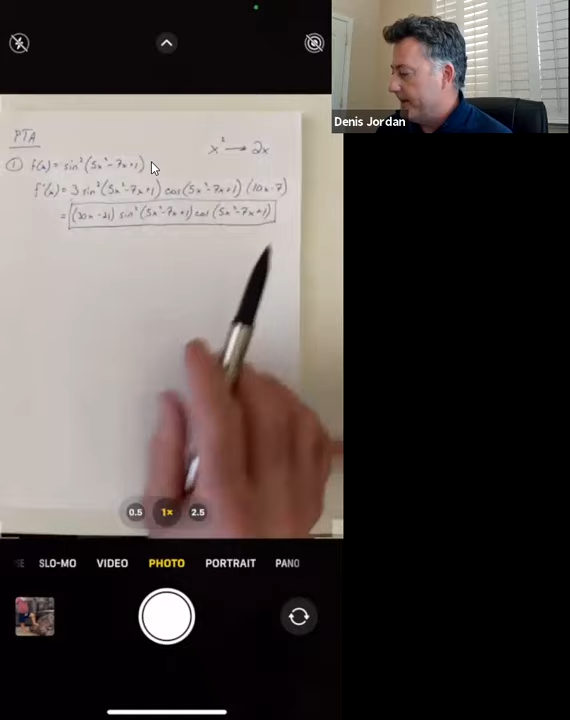 Denis Jordan
PTA
x² → 2x
① f(x) = sin³(5x²-7x+1)
f'(x) = 3 sin²(5x²-7x+1) cos(5x²-7x+1) (10x-7)
= (30x-21) sin²(5x²-7x+1) cos(5x²-7x+1)
0.5 1× 2.5
SLO-MO VIDEO PHOTO PORTRAIT PANO